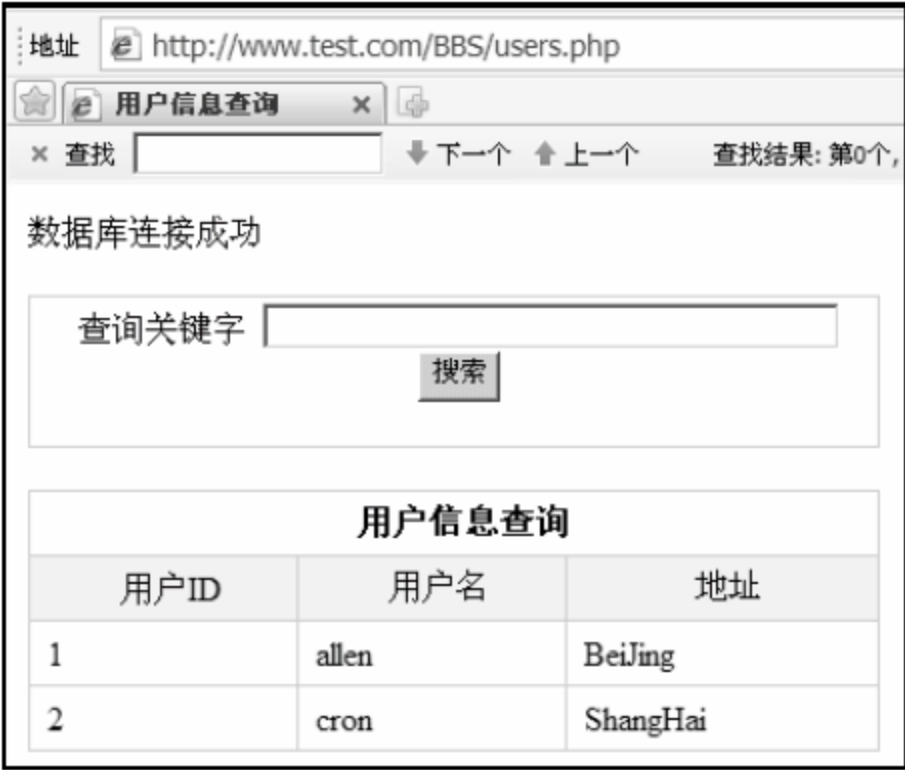 地址 http://www.test.com/BBS/users.php
用户信息查询
查找 下一个 上一个 查找结果: 第0个,
数据库连接成功
查询关键字
搜索
用户信息查询
用户ID 用户名 地址
1 allen BeiJing
2 cron ShangHai